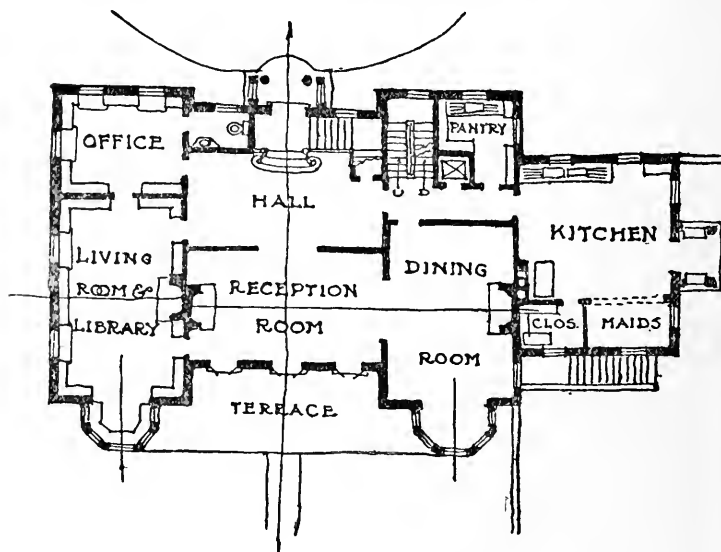 OFFICE
PANTRY
HALL
U D
KITCHEN
LIVING
ROOM &
LIBRARY
RECEPTION
ROOM
DINING
ROOM
CLOS.
MAIDS
TERRACE